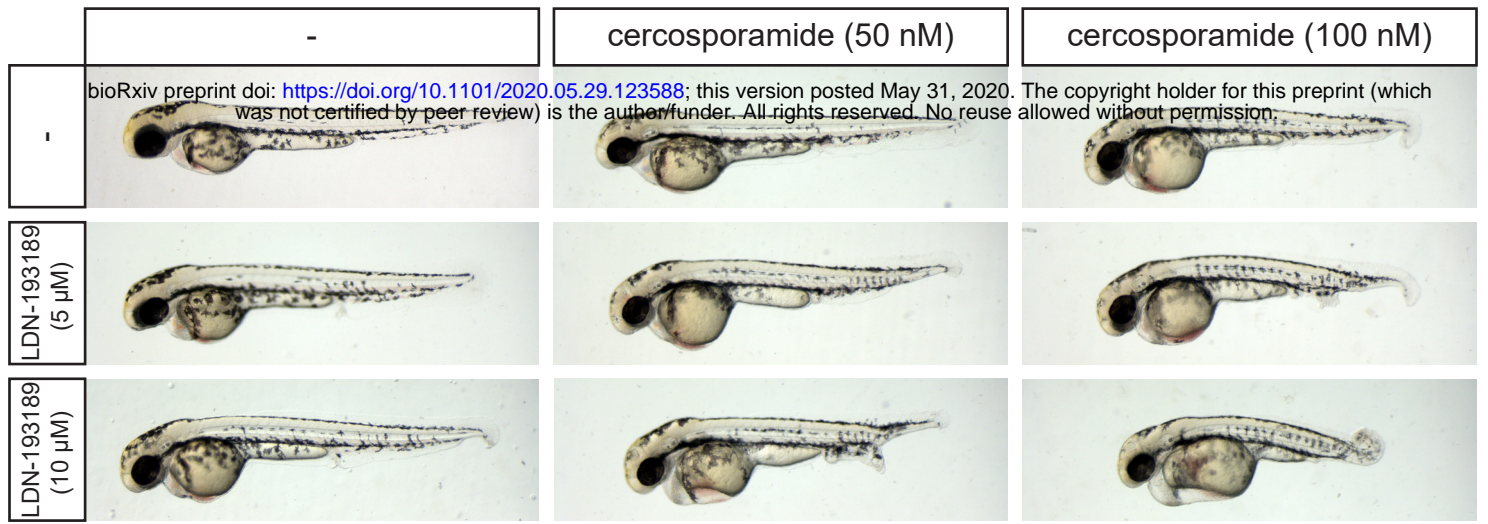 -
cercosporamide (50 nM)
cercosporamide (100 nM)
bioRxiv preprint doi: https://doi.org/10.1101/2020.05.29.123588; this version posted May 31, 2020. The copyright holder for this preprint (which
was not certified by peer review) is the author/funder. All rights reserved. No reuse allowed without permission.
-
LDN-193189
(5 µM)
LDN-193189
(10 µM)